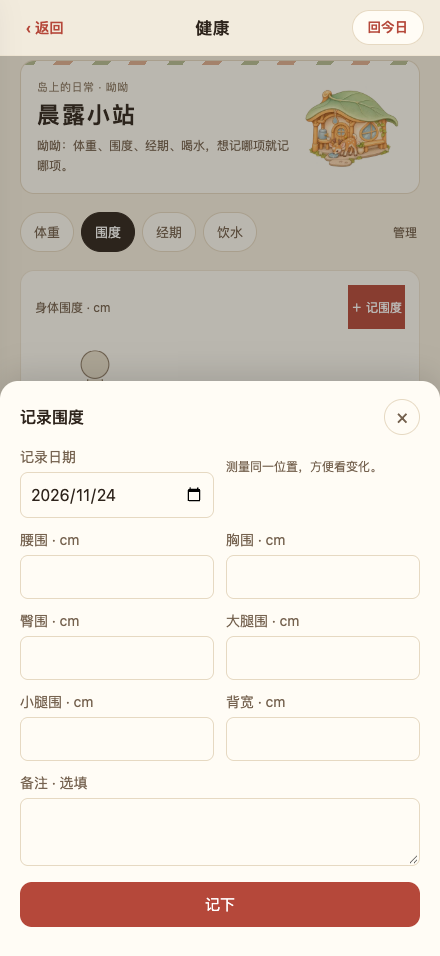 ‹ 返回
健康
回今日
岛上的日常 · 呦呦
晨露小站
呦呦：体重、围度、经期、喝水，想记哪项就记
哪项。
体重
围度
经期
饮水
管理
身体围度 · cm
+ 记围度
记录围度
×
记录日期
测量同一位置，方便看变化。
2026/11/24
腰围 · cm
胸围 · cm
臀围 · cm
大腿围 · cm
小腿围 · cm
背宽 · cm
备注 · 选填
记下